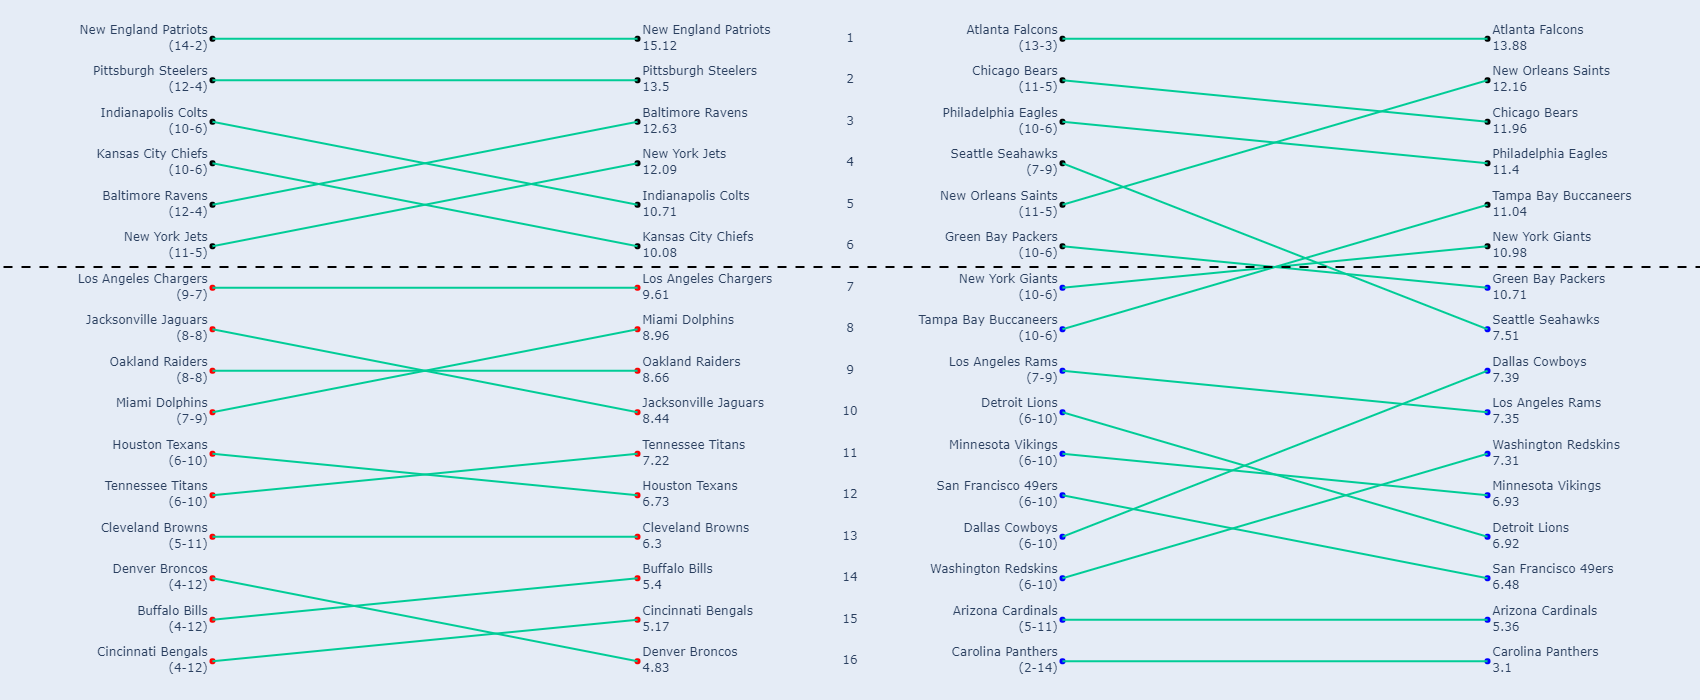 New England Patriots
(14-2)
Pittsburgh Steelers
(12-4)
Indianapolis Colts
(10-6)
Kansas City Chiefs
(10-6)
Baltimore Ravens
(12-4)
New York Jets
(11-5)
Los Angeles Chargers
(9-7)
Jacksonville Jaguars
(8-8)
Oakland Raiders
(8-8)
Miami Dolphins
(7-9)
Houston Texans
(6-10)
Tennessee Titans
(6-10)
Cleveland Browns
(5-11)
Denver Broncos
(4-12)
Buffalo Bills
(4-12)
Cincinnati Bengals
(4-12)
New England Patriots
15.12
Pittsburgh Steelers
13.5
Baltimore Ravens
12.63
New York Jets
12.09
Indianapolis Colts
10.71
Kansas City Chiefs
10.08
Los Angeles Chargers
9.61
Miami Dolphins
8.96
Oakland Raiders
8.66
Jacksonville Jaguars
8.44
Tennessee Titans
7.22
Houston Texans
6.73
Cleveland Browns
6.3
Buffalo Bills
5.4
Cincinnati Bengals
5.17
Denver Broncos
4.83
1
2
3
4
5
6
7
8
9
10
11
12
13
14
15
16
Atlanta Falcons
(13-3)
Chicago Bears
(11-5)
Philadelphia Eagles
(10-6)
Seattle Seahawks
(7-9)
New Orleans Saints
(11-5)
Green Bay Packers
(10-6)
New York Giants
(10-6)
Tampa Bay Buccaneers
(10-6)
Los Angeles Rams
(7-9)
Detroit Lions
(6-10)
Minnesota Vikings
(6-10)
San Francisco 49ers
(6-10)
Dallas Cowboys
(6-10)
Washington Redskins
(6-10)
Arizona Cardinals
(5-11)
Carolina Panthers
(2-14)
Atlanta Falcons
13.88
New Orleans Saints
12.16
Chicago Bears
11.96
Philadelphia Eagles
11.4
Tampa Bay Buccaneers
11.04
New York Giants
10.98
Green Bay Packers
10.71
Seattle Seahawks
7.51
Dallas Cowboys
7.39
Los Angeles Rams
7.35
Washington Redskins
7.31
Minnesota Vikings
6.93
Detroit Lions
6.92
San Francisco 49ers
6.48
Arizona Cardinals
5.36
Carolina Panthers
3.1